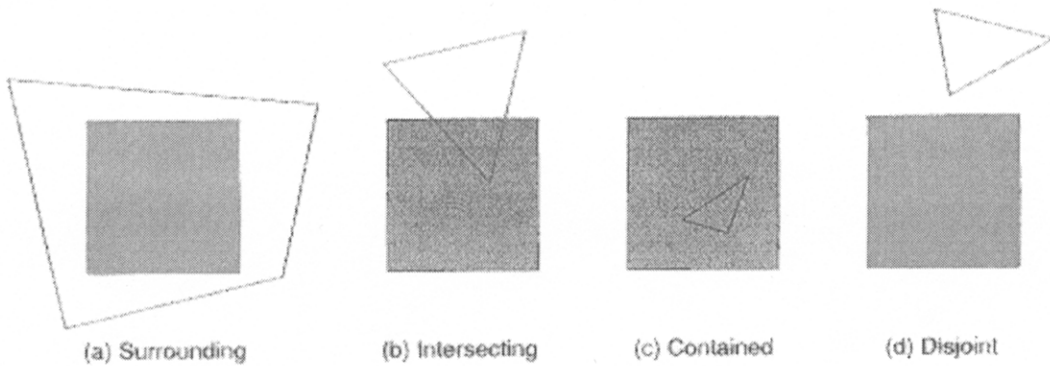 (a) Surrounding
(b) Intersecting
(c) Contained
(d) Disjoint